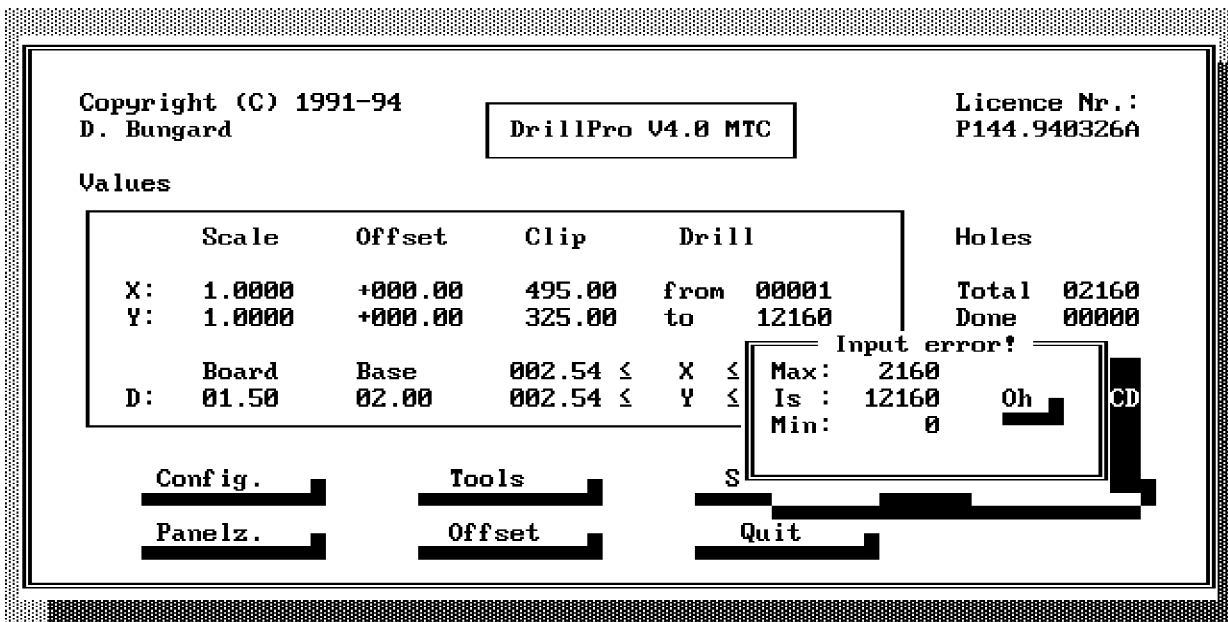 Copyright (C) 1991-94
D. Bungard
DrillPro V4.0 MTC
Licence Nr.:
P144.940326A
Values
Scale Offset Clip Drill
X: 1.0000 +000.00 495.00 from 00001
Y: 1.0000 +000.00 325.00 to 12160
Board Base 002.54 ≤ X ≤
D: 01.50 02.00 002.54 ≤ Y ≤
Holes
Total 02160
Done 00000
Input error!
Max: 2160
Is : 12160
Min: 0
Oh
CD
Config. Tools S
Panelz. Offset Quit